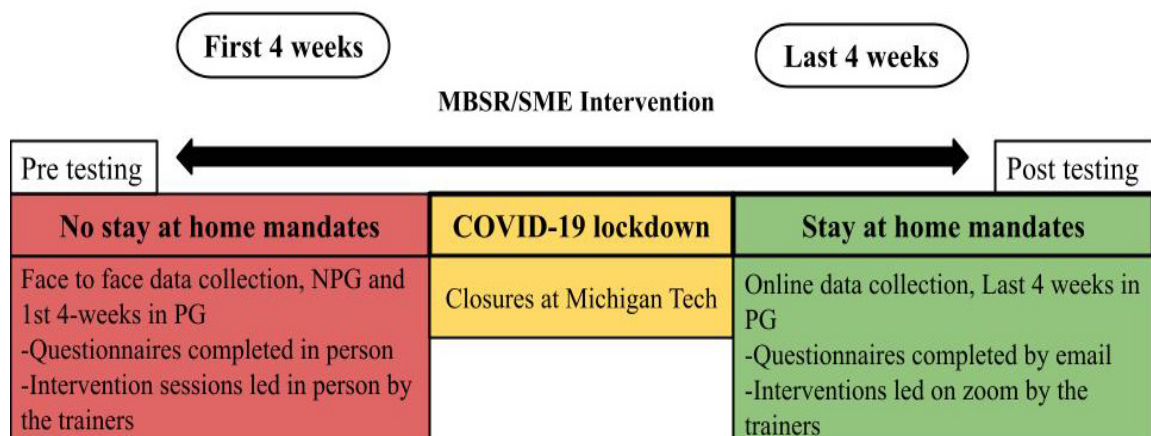 First 4 weeks
Last 4 weeks
MBSR/SME Intervention
Pre testing
Post testing
No stay at home mandates
COVID-19 lockdown
Stay at home mandates
Face to face data collection, NPG and
1st 4-weeks in PG
-Questionnaires completed in person
-Intervention sessions led in person by
the trainers
Closures at Michigan Tech
Online data collection, Last 4 weeks in
PG
-Questionnaires completed by email
-Interventions led on zoom by the
trainers